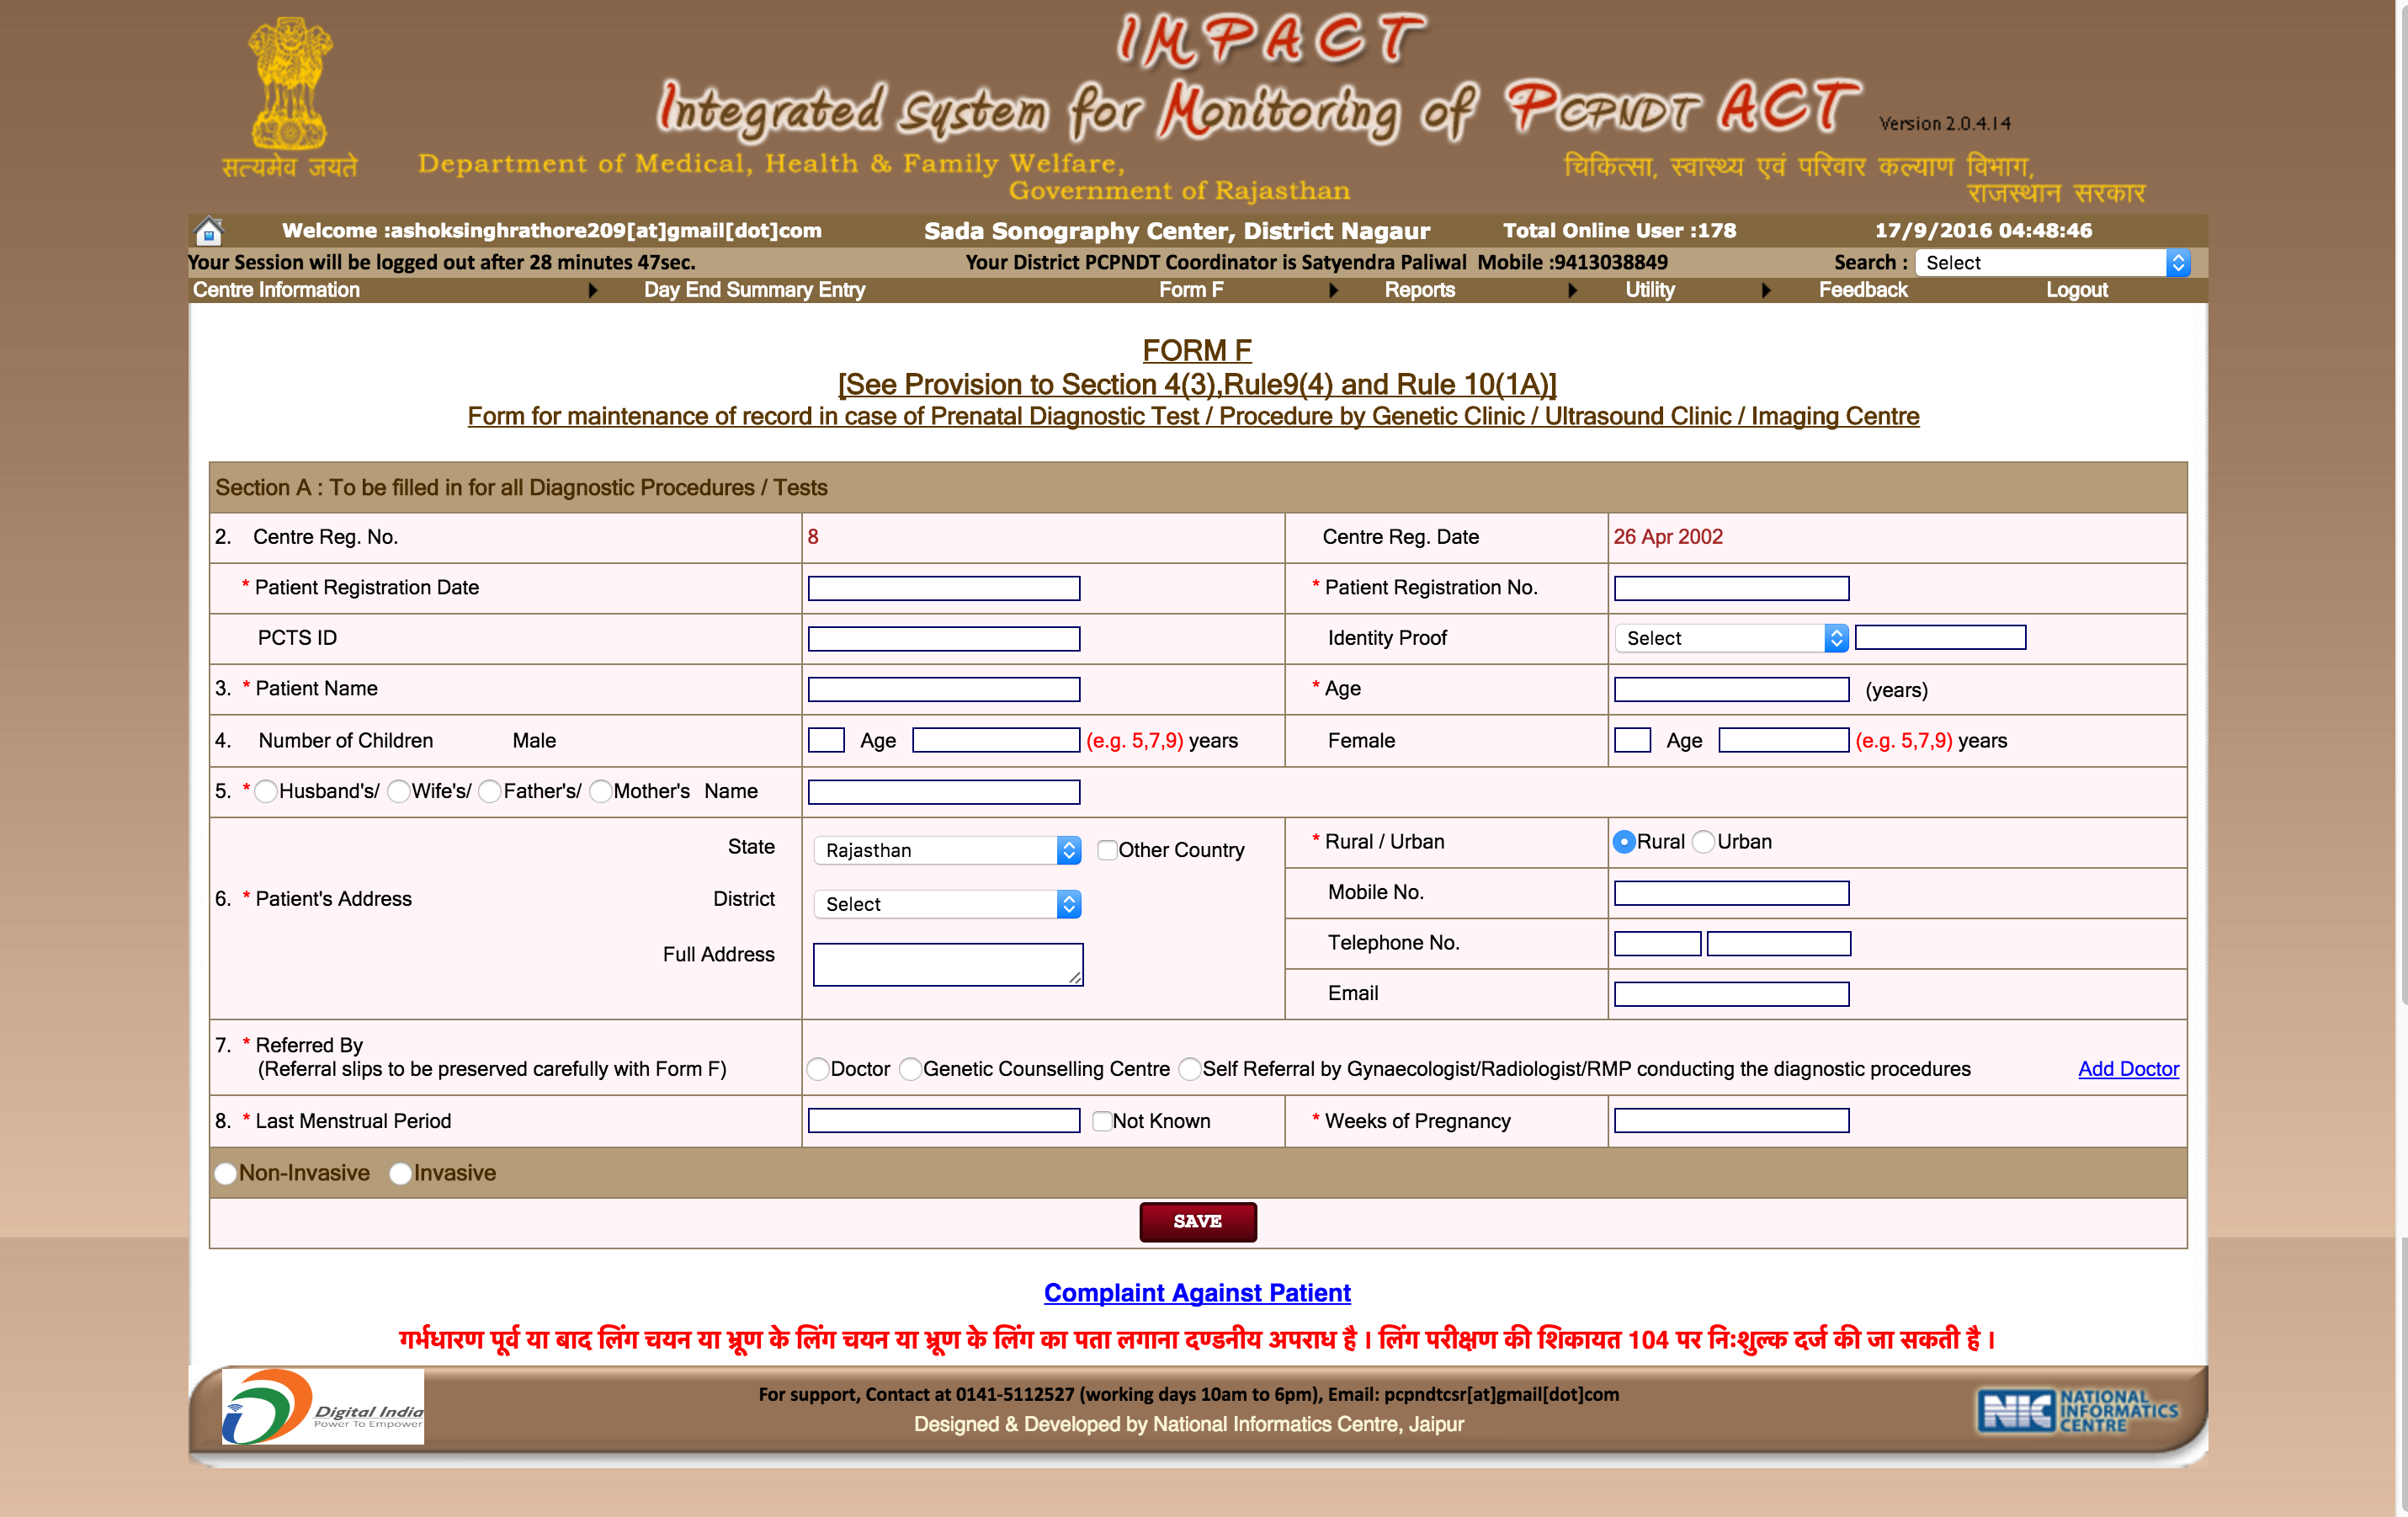 IMPACT
Integrated System for Monitoring of PCPNDT ACT Version 2.0.4.14
सत्यमेव जयते
Department of Medical, Health & Family Welfare,
Government of Rajasthan
चिकित्सा, स्वास्थ्य एवं परिवार कल्याण विभाग,
राजस्थान सरकार
Welcome :ashoksinghrathore209[at]gmail[dot]com Sada Sonography Center, District Nagaur Total Online User :178 17/9/2016 04:48:46
Your Session will be logged out after 28 minutes 47sec. Your District PCPNDT Coordinator is Satyendra Paliwal Mobile :9413038849 Search : Select
Centre Information Day End Summary Entry Form F Reports Utility Feedback Logout
FORM F
[See Provision to Section 4(3),Rule9(4) and Rule 10(1A)]
Form for maintenance of record in case of Prenatal Diagnostic Test / Procedure by Genetic Clinic / Ultrasound Clinic / Imaging Centre
Section A : To be filled in for all Diagnostic Procedures / Tests
2. Centre Reg. No. 8 Centre Reg. Date 26 Apr 2002
* Patient Registration Date * Patient Registration No.
PCTS ID Identity Proof Select
3. * Patient Name * Age (years)
4. Number of Children Male Age (e.g. 5,7,9) years Female Age (e.g. 5,7,9) years
5. * Husband's/ Wife's/ Father's/ Mother's Name
State Rajasthan Other Country * Rural / Urban Rural Urban
6. * Patient's Address District Select Mobile No.
Full Address Telephone No.
Email
7. * Referred By
(Referral slips to be preserved carefully with Form F) Doctor Genetic Counselling Centre Self Referral by Gynaecologist/Radiologist/RMP conducting the diagnostic procedures Add Doctor
8. * Last Menstrual Period Not Known * Weeks of Pregnancy
Non-Invasive Invasive
SAVE
Complaint Against Patient
गर्भधारण पूर्व या बाद लिंग चयन या भ्रूण के लिंग चयन या भ्रूण के लिंग का पता लगाना दण्डनीय अपराध है । लिंग परीक्षण की शिकायत 104 पर निःशुल्क दर्ज की जा सकती है ।
Digital India
Power To Empower
For support, Contact at 0141-5112527 (working days 10am to 6pm), Email: pcpndtcsr[at]gmail[dot]com
Designed & Developed by National Informatics Centre, Jaipur
NIC NATIONAL
INFORMATICS
CENTRE